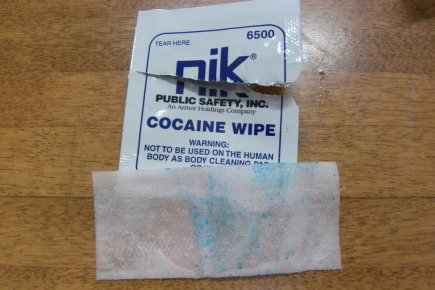 TEAR HERE 6500
nik®
PUBLIC SAFETY, INC.
An Armor Holdings Company
COCAINE WIPE
WARNING:
NOT TO BE USED ON THE HUMAN
BODY AS BODY CLEANING